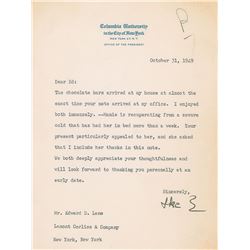 Columbia University
in the City of New York
NEW YORK 27, N. Y.
OFFICE OF THE PRESIDENT
October 31, 1949
Dear Ed:
The chocolate bars arrived at my house at almost the
exact time your note arrived at my office. I enjoyed
both immensely. --Mamie is recuperating from a severe
cold that has had her in bed more than a week. Your
present particularly appealed to her, and she asked
that I include her thanks in this note.
We both deeply appreciate your thoughtfulness and
will look forward to thanking you personally at an
early date.
Sincerely,
Ike E
Mr. Edward D. Lane
Lamont Corliss & Company
New York, New York